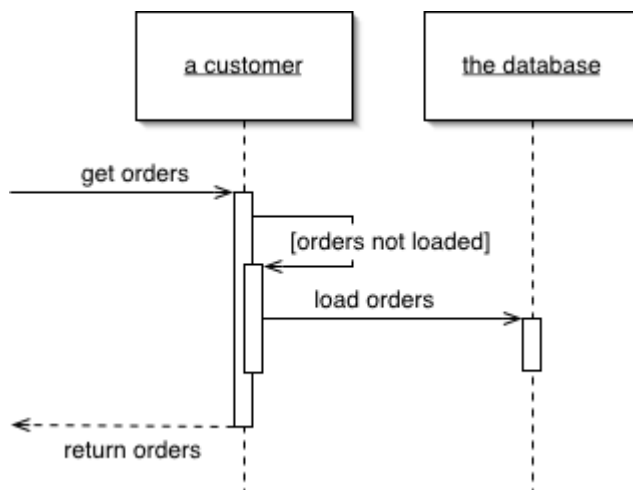 a customer
the database
get orders
[orders not loaded]
load orders
return orders